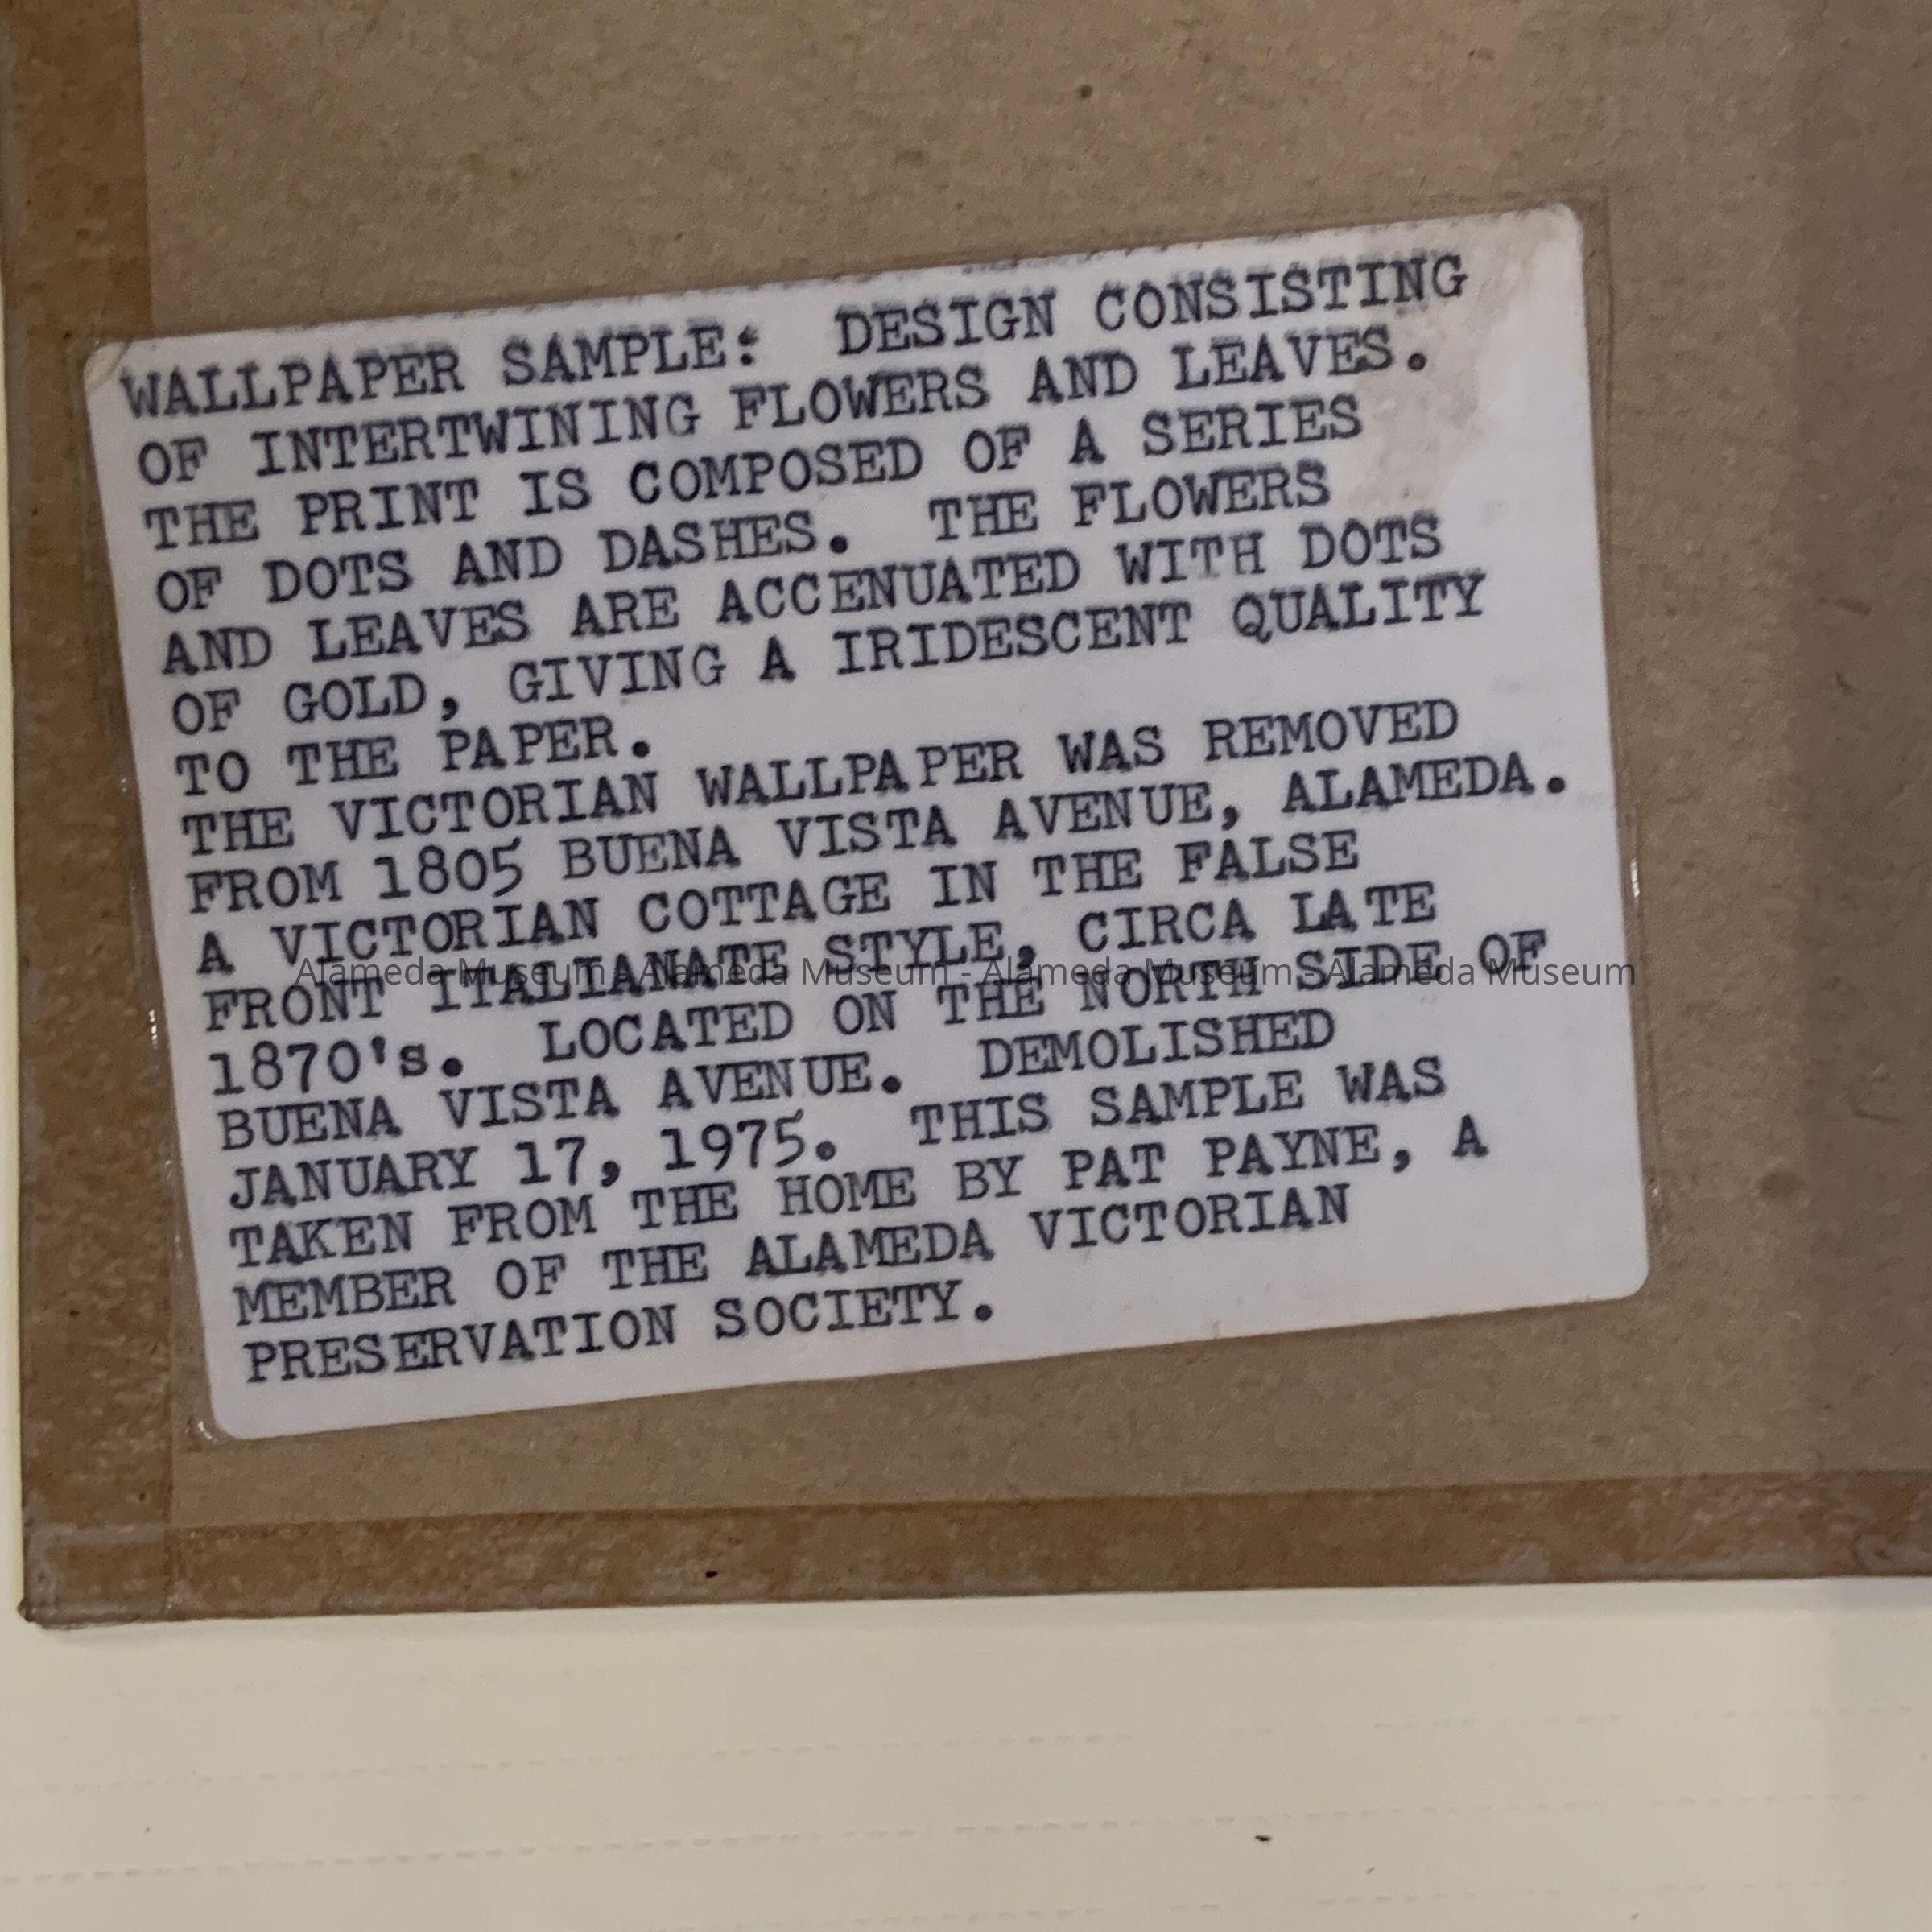 WALLPAPER SAMPLE:  DESIGN CONSISTING
OF INTERTWINING FLOWERS AND LEAVES.
THE PRINT IS COMPOSED OF A SERIES
OF DOTS AND DASHES.  THE FLOWERS
AND LEAVES ARE ACCENUATED WITH DOTS
OF GOLD, GIVING A IRIDESCENT QUALITY
TO THE PAPER.
THE VICTORIAN WALLPAPER WAS REMOVED
FROM 1805 BUENA VISTA AVENUE, ALAMEDA.
A VICTORIAN COTTAGE IN THE FALSE
FRONT ITALIANATE STYLE, CIRCA LATE
1870's.  LOCATED ON THE NORTH SIDE OF
BUENA VISTA AVENUE.  DEMOLISHED
JANUARY 17, 1975.  THIS SAMPLE WAS
TAKEN FROM THE HOME BY PAT PAYNE, A
MEMBER OF THE ALAMEDA VICTORIAN
PRESERVATION SOCIETY.
Alameda Museum - Alameda Museum - Alameda Museum - Alameda Museum